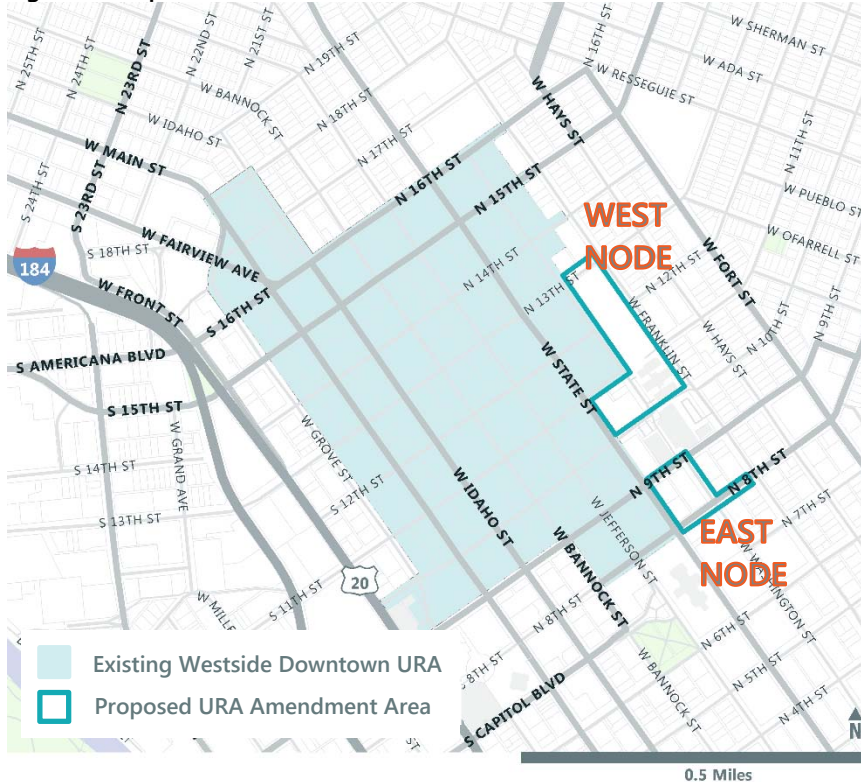 W SHERMAN ST
N 16TH ST
N 21ST ST
N 22ND ST
N 24TH ST
N 25TH ST
N 23RD ST
N 19TH ST
W ADA ST
W RESSEGUIE ST
W HAYS ST
W BANNOCK ST
N 18TH ST
W IDAHO ST
N 17TH ST
N 11TH ST
W MAIN ST
N 16TH ST
N 15TH ST
W PUEBLO ST
S 24TH ST
S 23RD ST
WEST
NODE
W OFARRELL ST
W FAIRVIEW AVE
S 18TH ST
184
N 14TH ST
N 12TH ST
W FORT ST
W FRONT ST
N 13TH ST
W FRANKLIN ST
N 10TH ST
N 9TH ST
S 16TH ST
W HAYS ST
S AMERICANA BLVD
W STATE ST
S 15TH ST
W GRAND AVE
W GROVE ST
S 14TH ST
S 12TH ST
W IDAHO ST
N 9TH ST
N 8TH ST
S 13TH ST
W JEFFERSON ST
N 7TH ST
EAST
NODE
W BANNOCK ST
W WASHINGTON ST
20
S 11TH ST
W MILLE
N 8TH ST
N 6TH ST
Existing Westside Downtown URA
S 8TH ST
W BANNOCK ST
N 5TH ST
Proposed URA Amendment Area
S CAPITOL BLVD
N 4TH ST
N
0.5 Miles